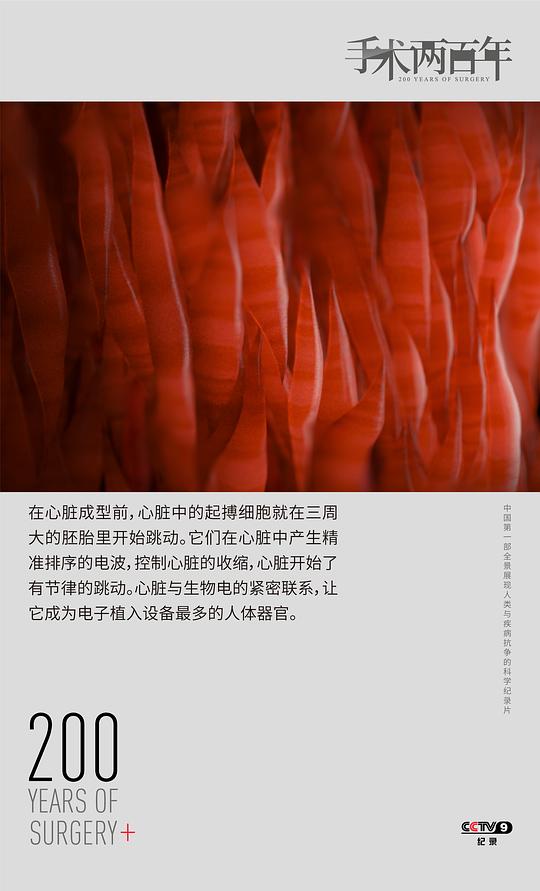 手术两百年
200 YEARS OF SURGERY
在心脏成型前，心脏中的起搏细胞就在三周
大的胚胎里开始跳动。它们在心脏中产生精
准排序的电波，控制心脏的收缩，心脏开始了
有节律的跳动。心脏与生物电的紧密联系，让
它成为电子植入设备最多的人体器官。
中国第一部全景展现人类与疾病抗争的科学纪录片
200
YEARS OF
SURGERY+
CCTV 9
纪录